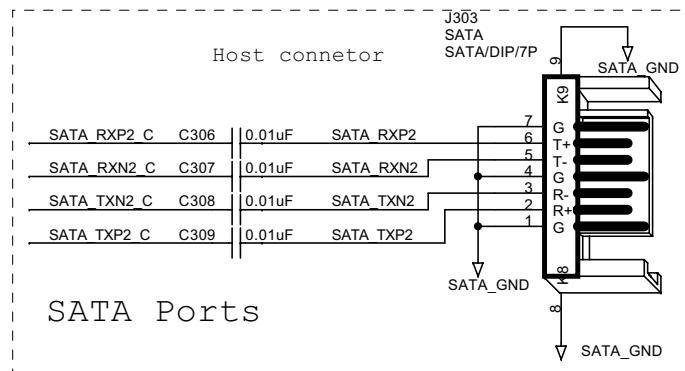 J303
SATA
SATA/DIP/7P
Host connetor
9
SATA_GND
K9
SATA_RXP2_C C306 0.01uF SATA_RXP2
SATA_RXN2_C C307 0.01uF SATA_RXN2
SATA_TXN2_C C308 0.01uF SATA_TXN2
SATA_TXP2_C C309 0.01uF SATA_TXP2
7 G
6 T+
5 T-
4 G
3 R-
2 R+
1 G
SATA_GND
K8
8
SATA Ports
SATA_GND